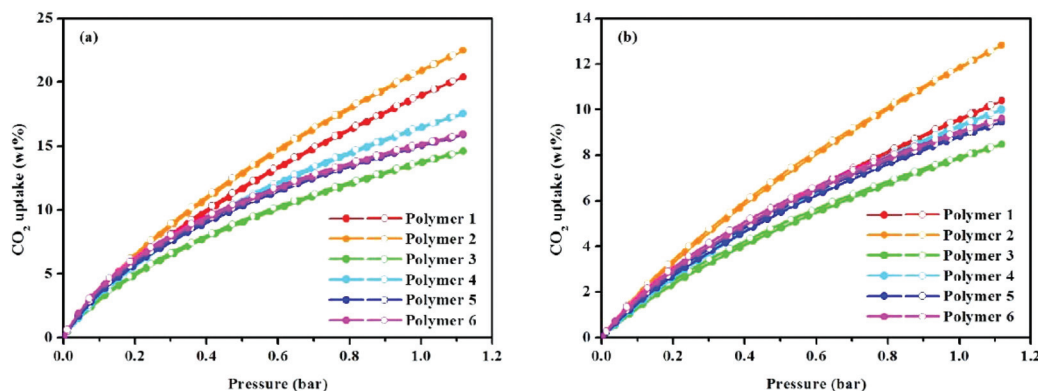 (a)
CO2 uptake (wt%)
25
20
15
10
5
0
0.0 0.2 0.4 0.6 0.8 1.0 1.2
Pressure (bar)
Polymer 1
Polymer 2
Polymer 3
Polymer 4
Polymer 5
Polymer 6
(b)
CO2 uptake (wt%)
14
12
10
8
6
4
2
0
0.0 0.2 0.4 0.6 0.8 1.0 1.2
Pressure (bar)
Polymer 1
Polymer 2
Polymer 3
Polymer 4
Polymer 5
Polymer 6